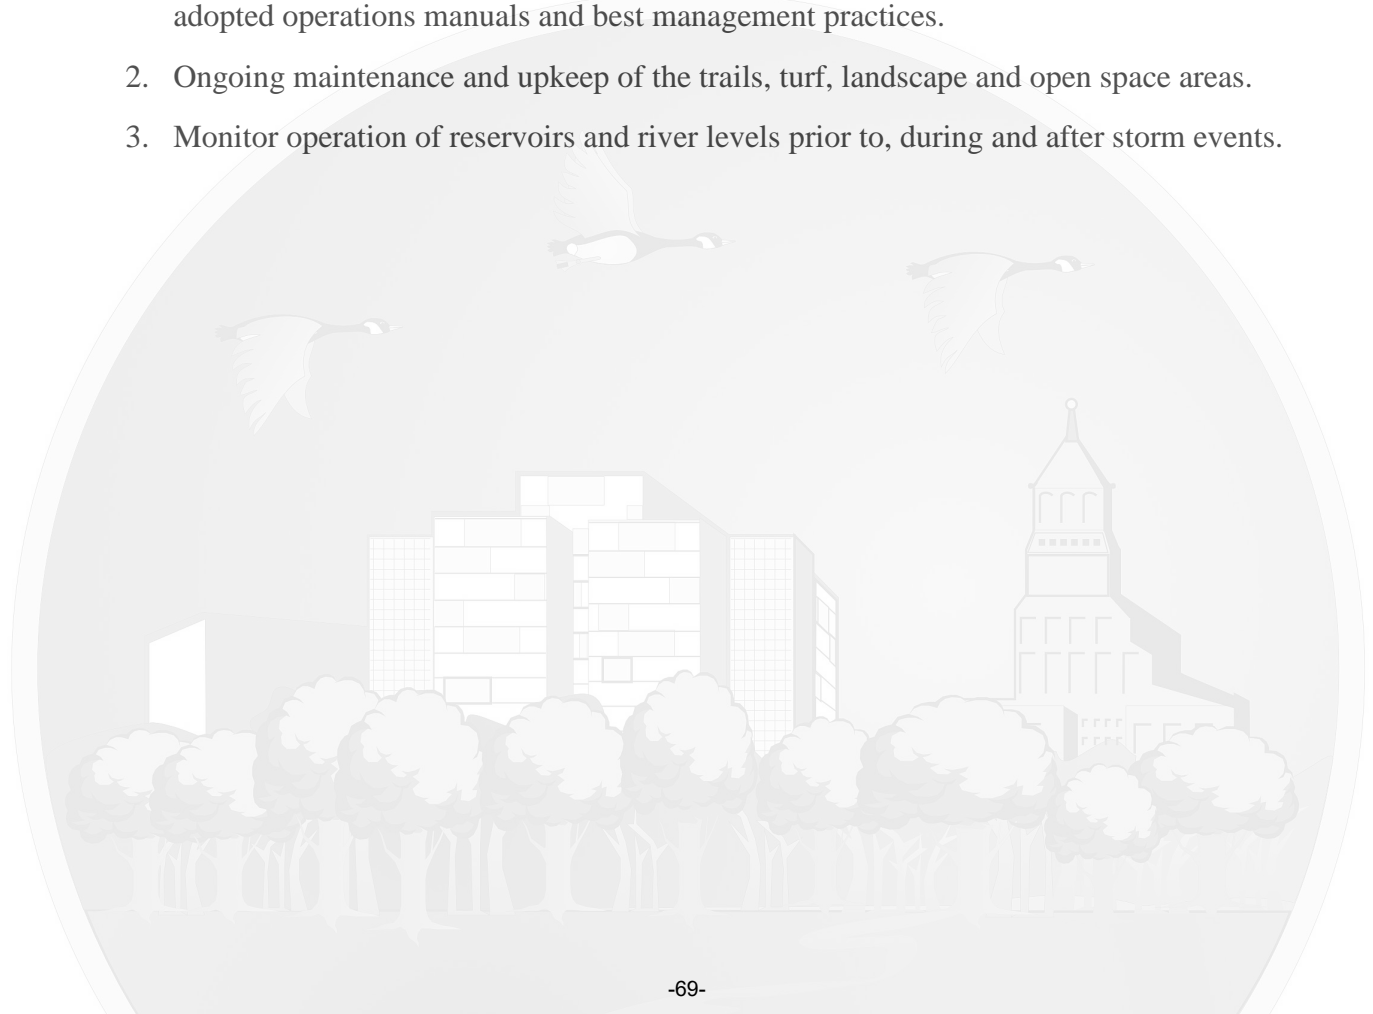 adopted operations manuals and best management practices.
2. Ongoing maintenance and upkeep of the trails, turf, landscape and open space areas.
3. Monitor operation of reservoirs and river levels prior to, during and after storm events.
-69-